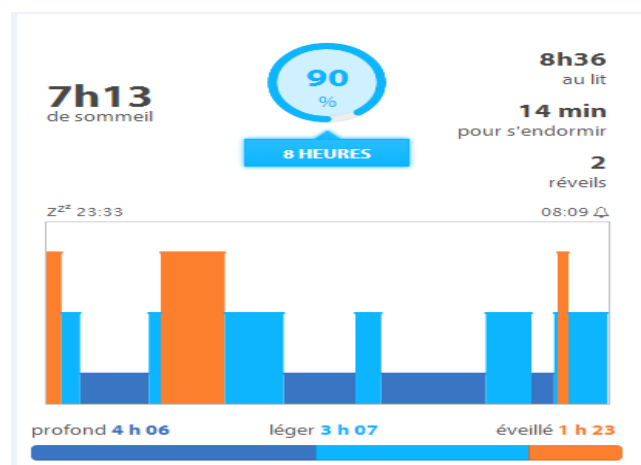 7h13
de sommeil
90
%
8 HEURES
8h36
au lit
14 min
pour s'endormir
2
réveils
zzz 23:33
08:09
profond 4 h 06
léger 3 h 07
éveillé 1 h 23